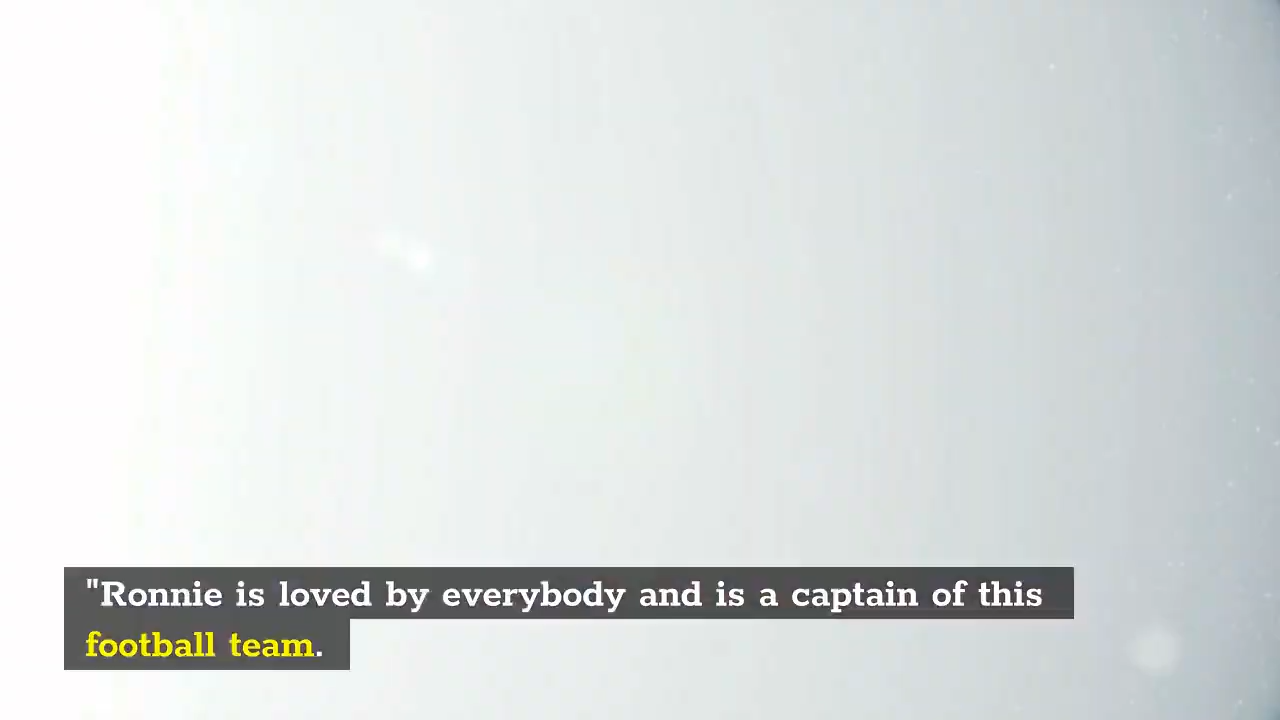 "Ronnie is loved by everybody and is a captain of this
football team.